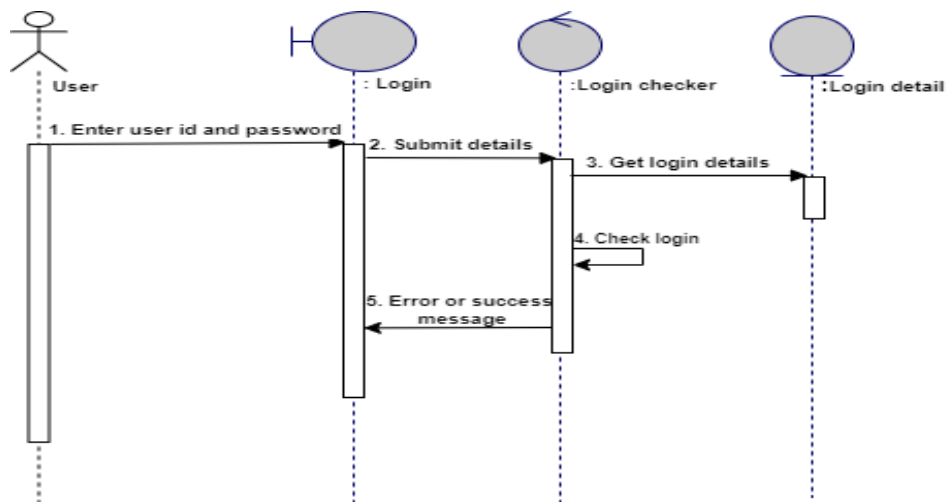 User
: Login
:Login checker
:Login detail
1. Enter user id and password
2. Submit details
3. Get login details
4. Check login
5. Error or success
message